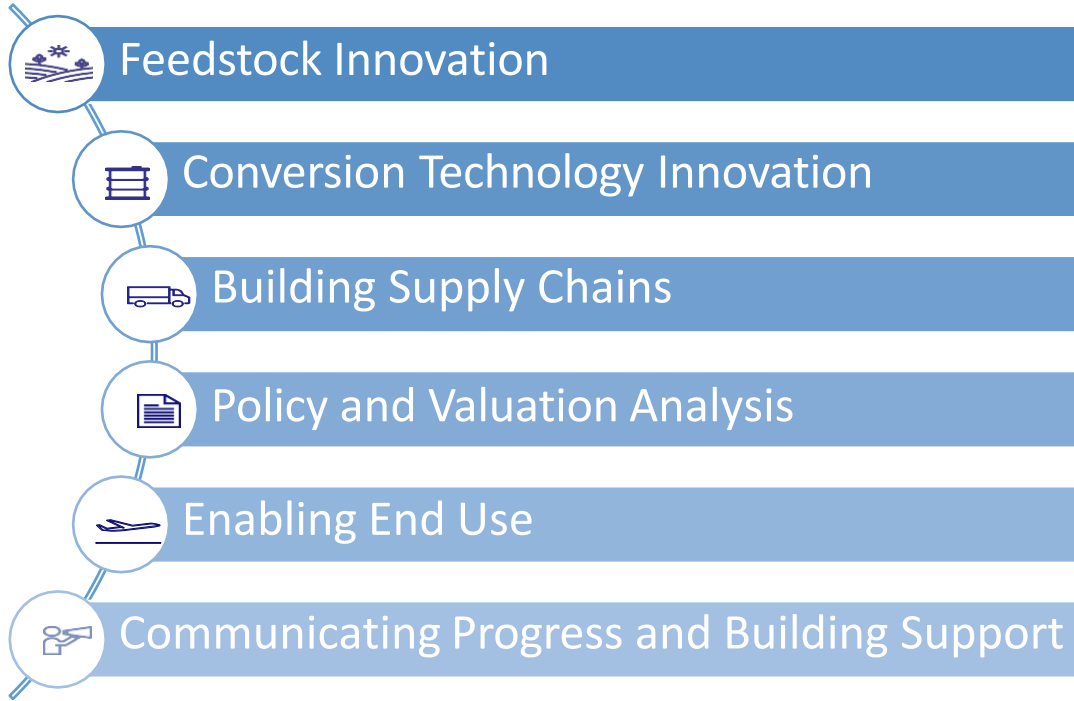 Feedstock Innovation
Conversion Technology Innovation
Building Supply Chains
Policy and Valuation Analysis
Enabling End Use
Communicating Progress and Building Support